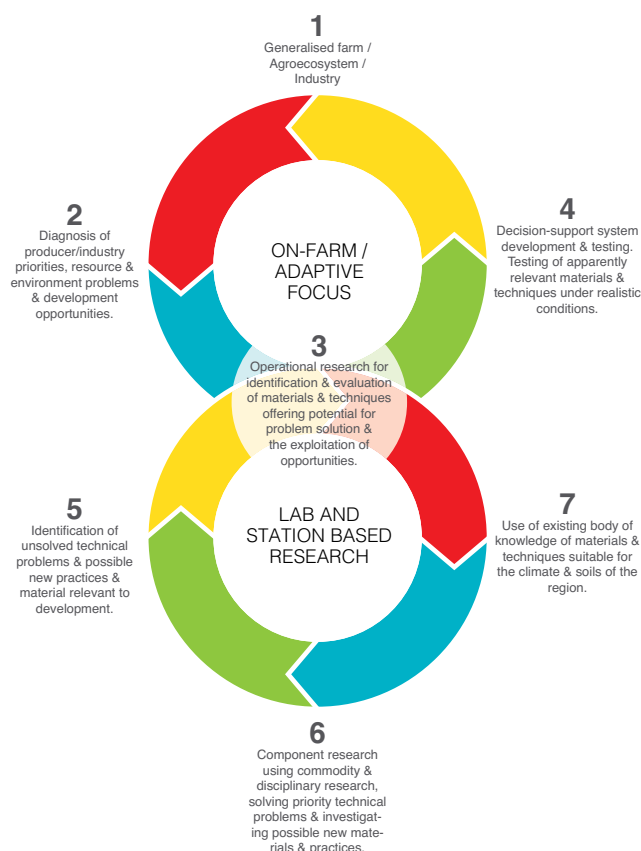 1
Generalised farm /
Agroecosystem /
Industry
2
Diagnosis of
producer/industry
priorities, resource &
environment problems
& development
opportunities.
ON-FARM /
ADAPTIVE
FOCUS
4
Decision-support system
development & testing.
Testing of apparently
relevant materials &
techniques under realistic
conditions.
3
Operational research for
identification & evaluation
of materials & techniques
offering potential for
problem solution &
the exploitation of
opportunities.
5
Identification of
unsolved technical
problems & possible
new practices &
material relevant to
development.
LAB AND
STATION BASED
RESEARCH
7
Use of existing body of
knowledge of materials &
techniques suitable for
the climate & soils of the
region.
6
Component research
using commodity &
disciplinary research,
solving priority technical
problems & investigat-
ing possible new mate-
rials & practices.